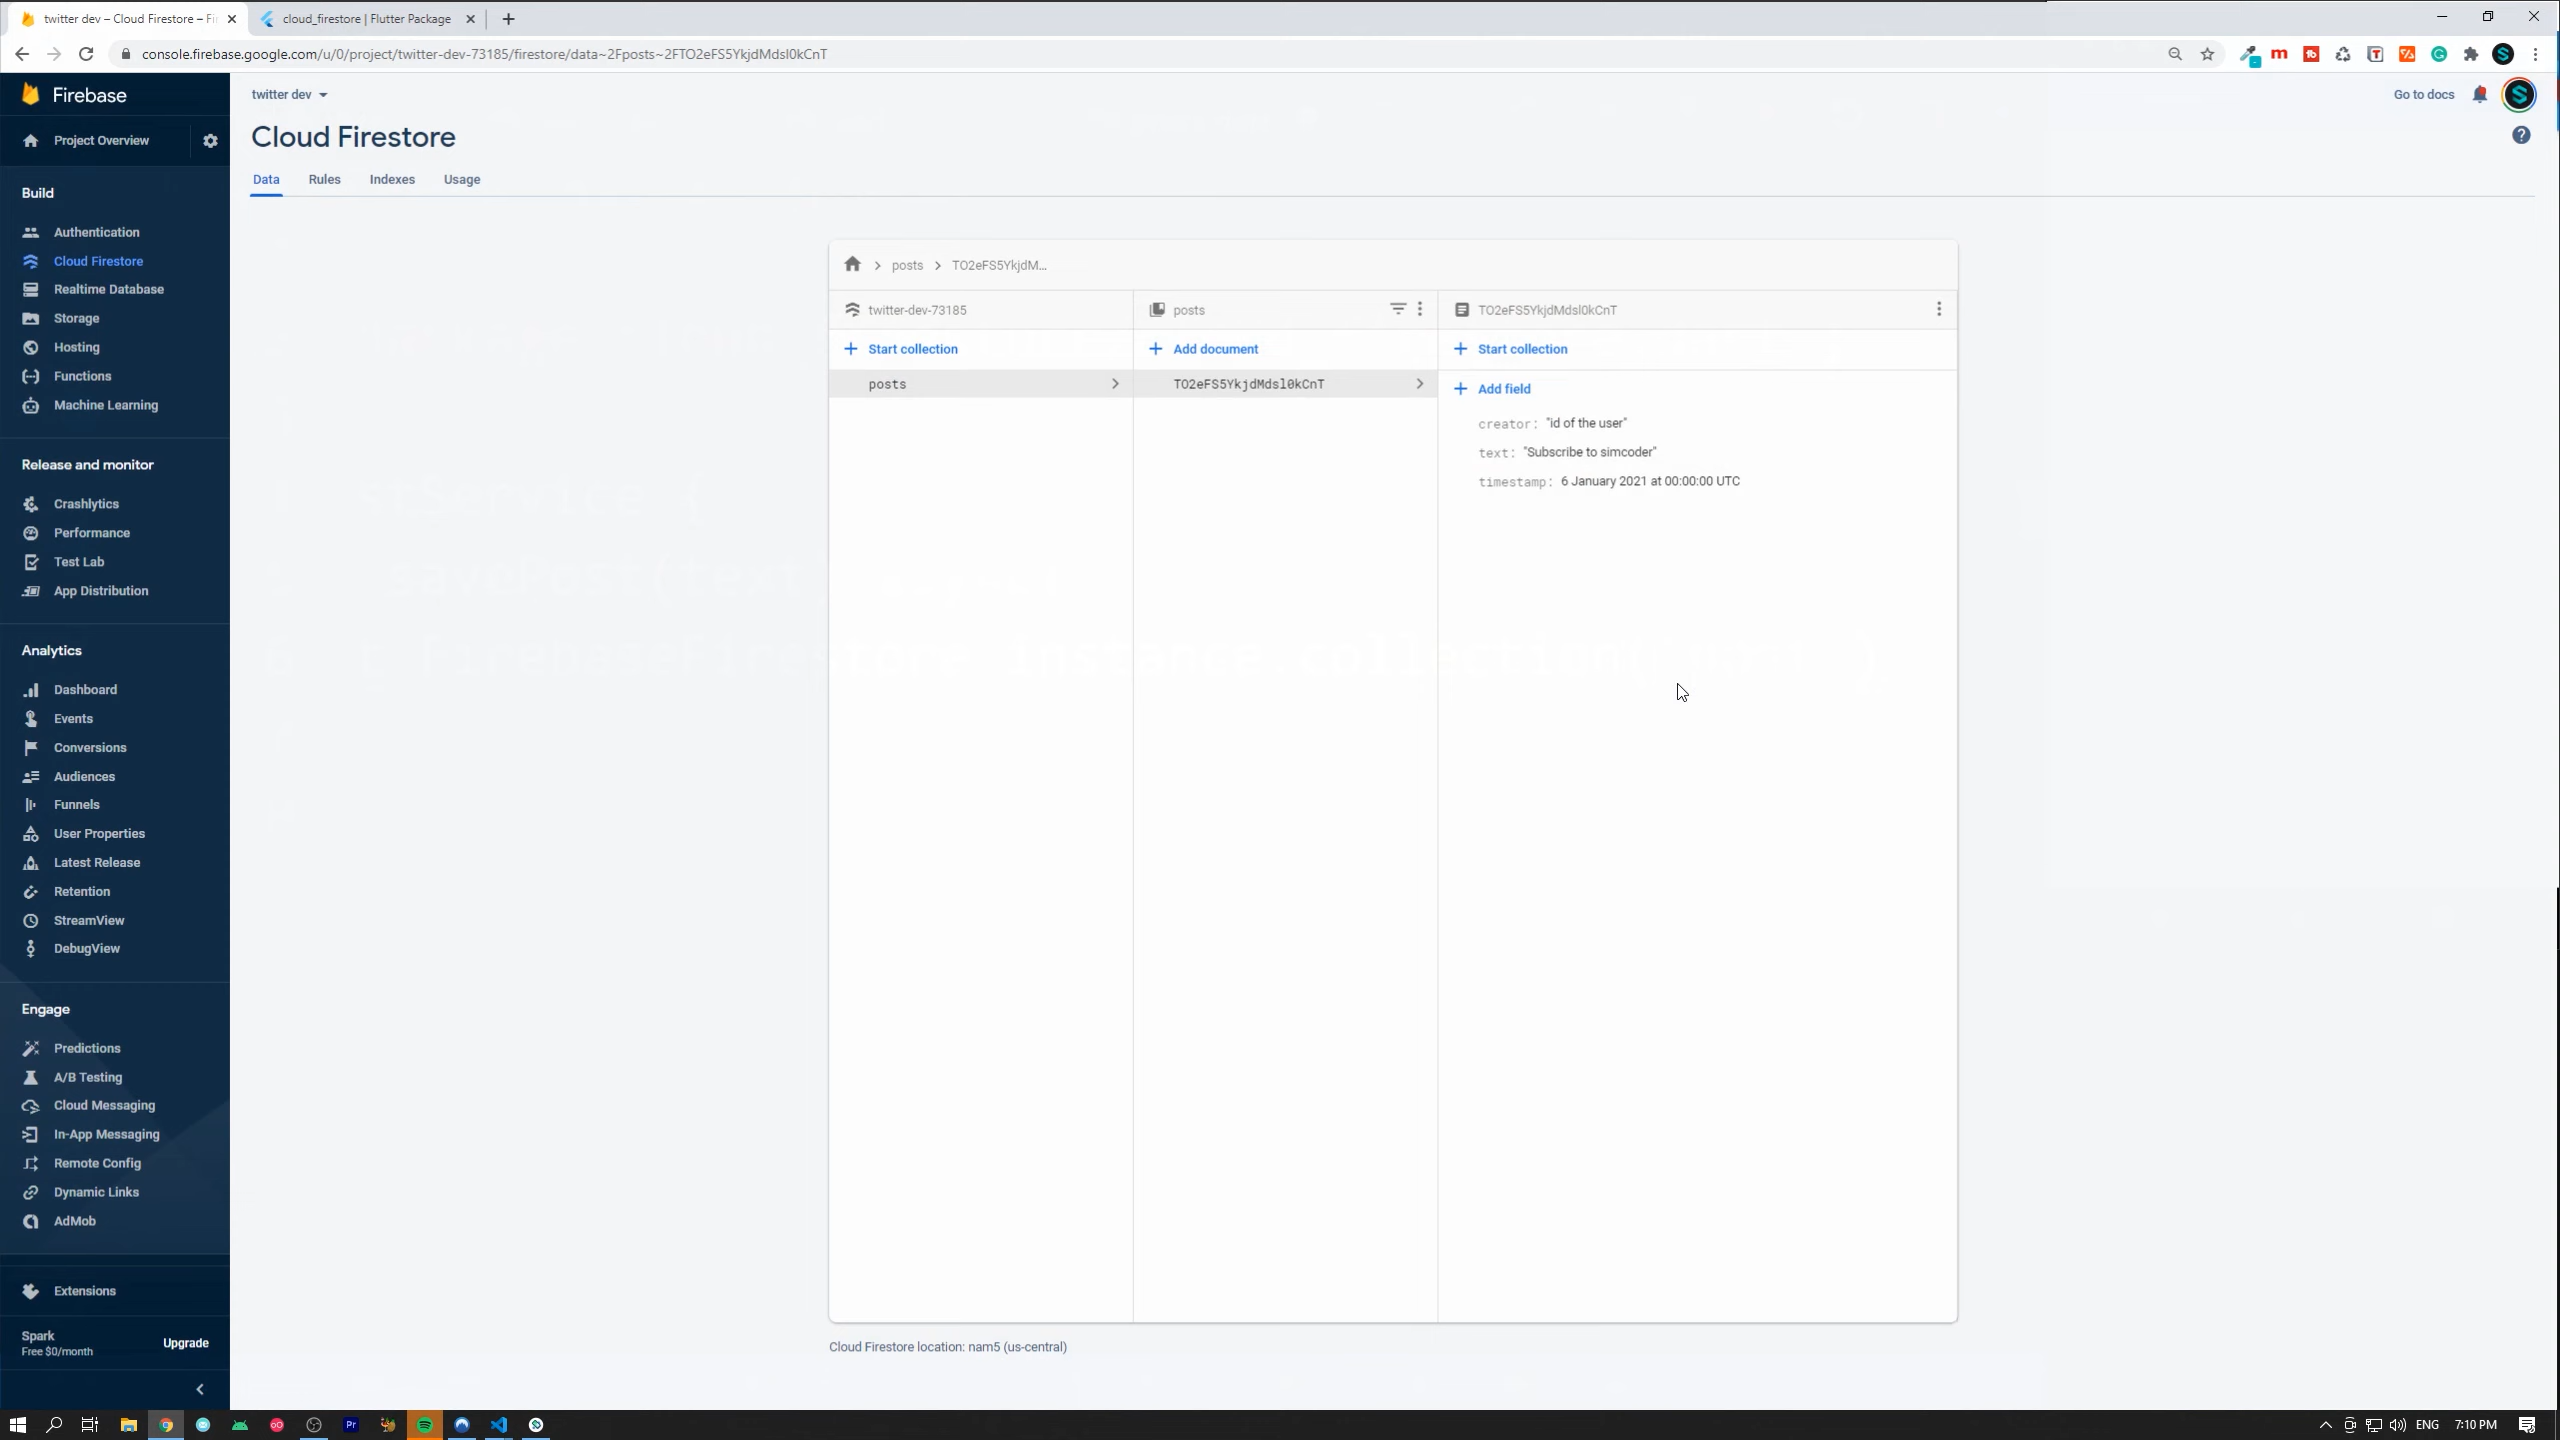 twitter dev – Cloud Firestore – Fi
cloud_firestore | Flutter Package
console.firebase.google.com/u/0/project/twitter-dev-73185/firestore/data~2Fposts~2FTO2eFS5YkjdMdsl0kCnT
Firebase
Project Overview
Build
Authentication
Cloud Firestore
Realtime Database
Storage
Hosting
Functions
Machine Learning
Release and monitor
Crashlytics
Performance
Test Lab
App Distribution
Analytics
Dashboard
Events
Conversions
Audiences
Funnels
User Properties
Latest Release
Retention
StreamView
DebugView
Engage
Predictions
A/B Testing
Cloud Messaging
In-App Messaging
Remote Config
Dynamic Links
AdMob
Extensions
Spark
Free $0/month
Upgrade
twitter dev
Go to docs
Cloud Firestore
Data Rules Indexes Usage
posts TO2eFS5YkjdM...
twitter-dev-73185
Start collection
posts
posts
Add document
TO2eFS5YkjdMdsl0kCnT
TO2eFS5YkjdMdsl0kCnT
Start collection
Add field
creator: "id of the user"
text: "Subscribe to simcoder"
timestamp: 6 January 2021 at 00:00:00 UTC
Cloud Firestore location: nam5 (us-central)
ENG 7:10 PM